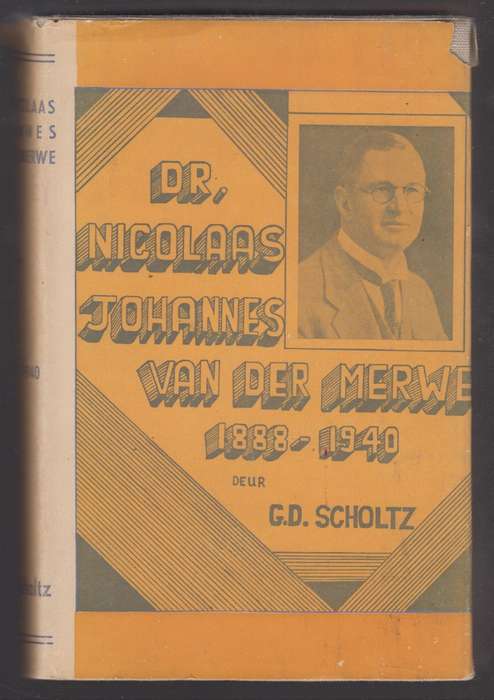 DR,
NICOLAAS
JOHANNES
VAN DER MERWE
1888-1940
DEUR
G.D. SCHOLTZ